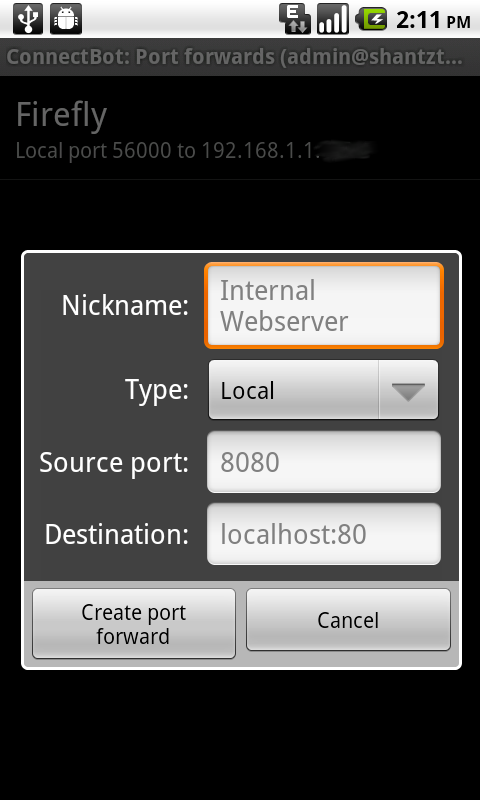 E
2:11 PM
ConnectBot: Port forwards (admin@shantzt...
Firefly
Local port 56000 to 192.168.1.1.
Nickname:
Internal
Webserver
Type:
Local
Source port:
8080
Destination:
localhost:80
Create port
forward
Cancel